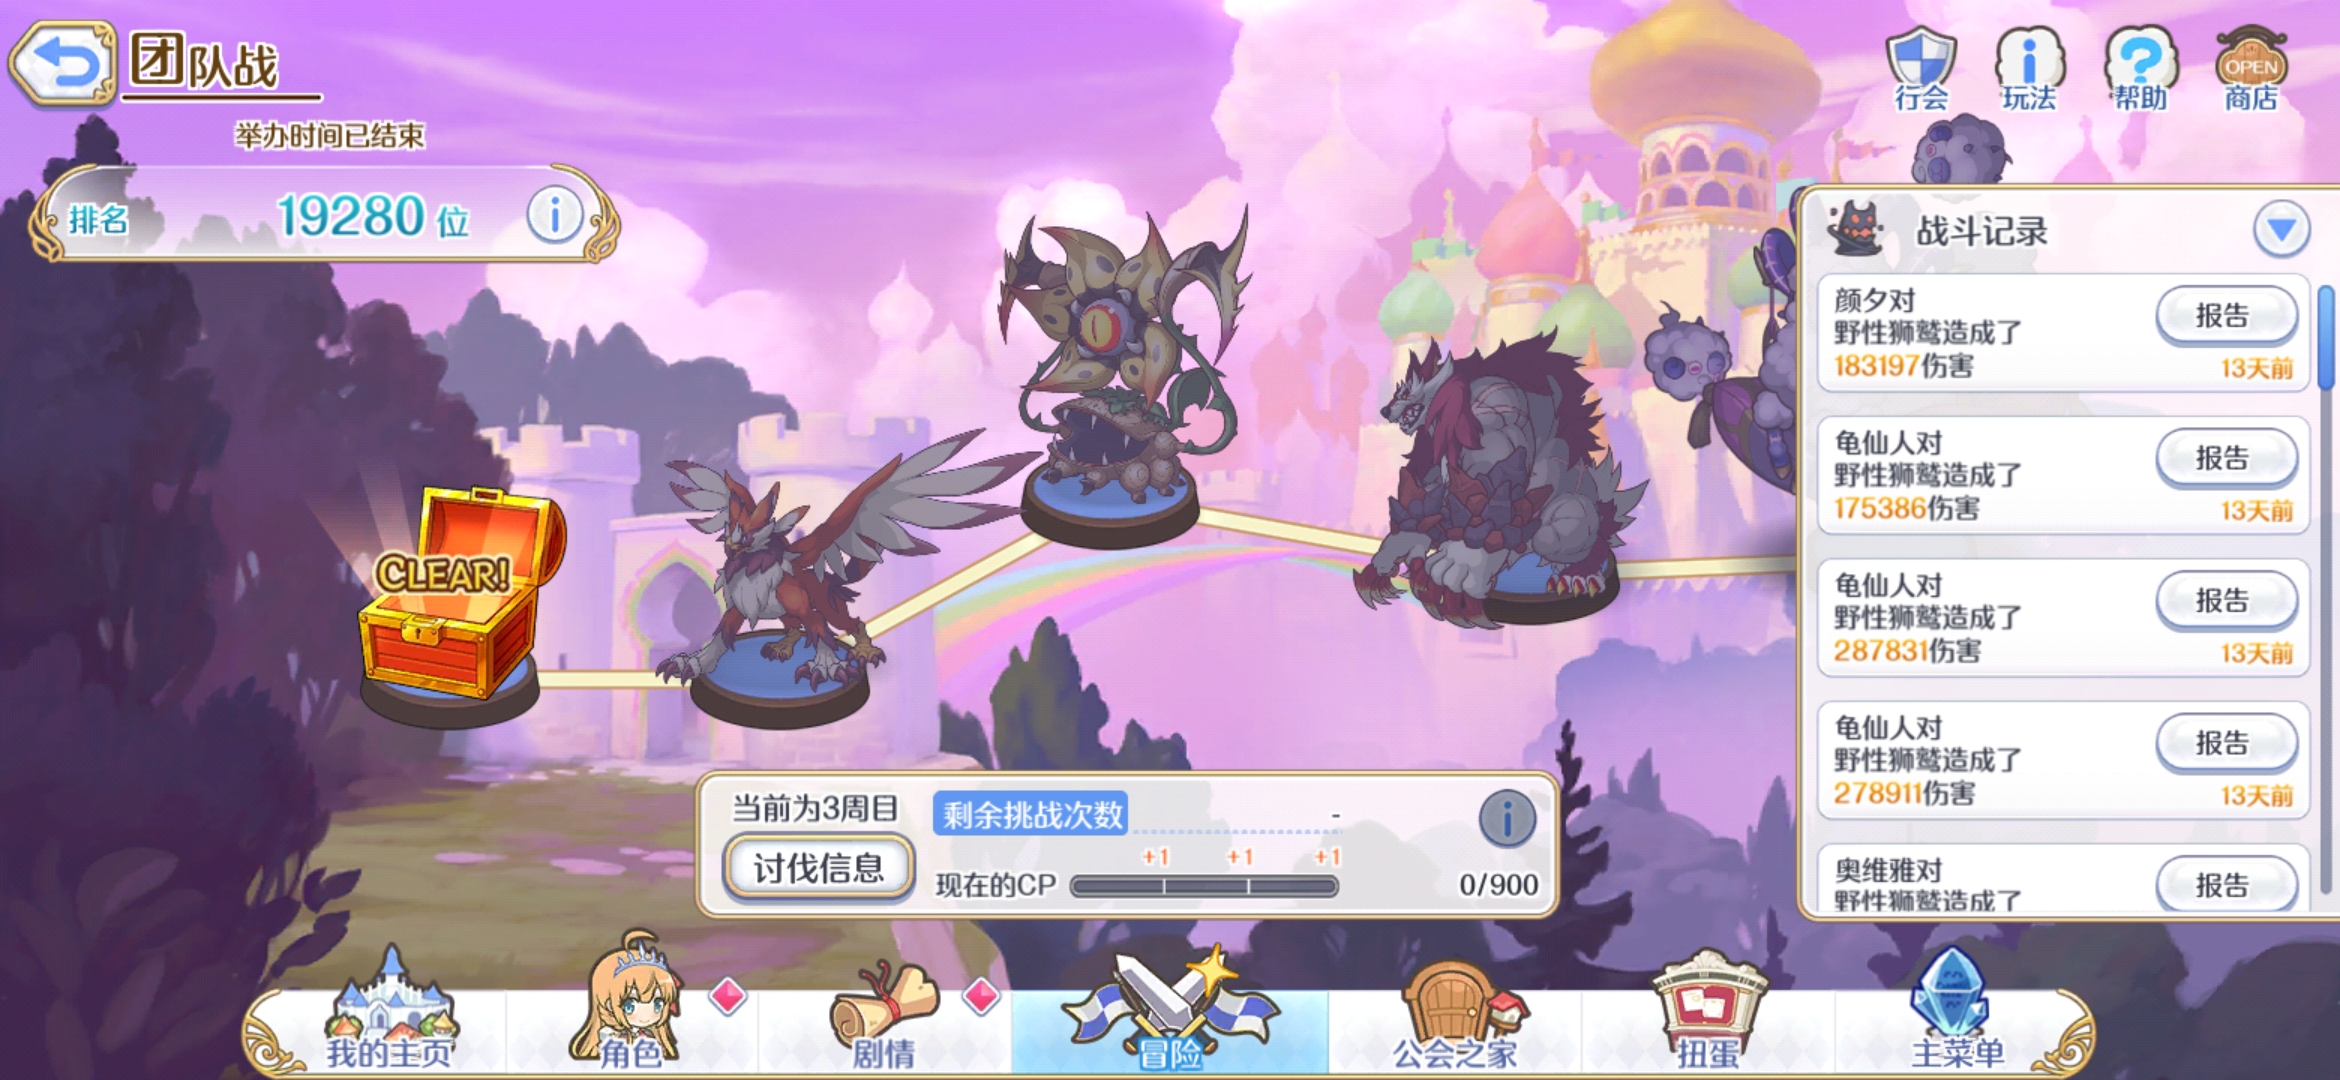 团队战
行会
玩法
帮助
OPEN
商店
举办时间已结束
排名
19280 位
战斗记录
颜夕对
野性狮鹫造成了
183197伤害
报告
13天前
龟仙人对
野性狮鹫造成了
175386伤害
报告
13天前
龟仙人对
野性狮鹫造成了
287831伤害
报告
13天前
龟仙人对
野性狮鹫造成了
278911伤害
报告
13天前
奥维雅对
野性狮鹫造成了
报告
CLEAR!
当前为3周目
剩余挑战次数
-
讨伐信息
+1 +1 +1
现在的CP
0/900
我的主页
角色
剧情
冒险
公会之家
扭蛋
主菜单